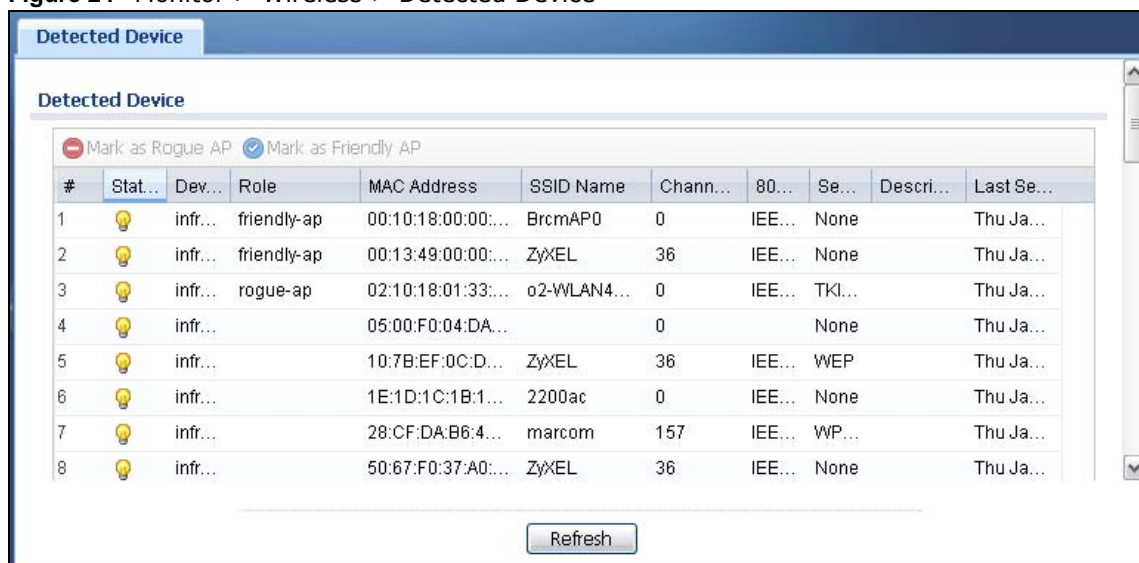 Detected Device
Detected Device
Mark as Rogue AP Mark as Friendly AP
# Stat... Dev... Role MAC Address SSID Name Chann... 80... Se... Descri... Last Se...
1 infr... friendly-ap 00:10:18:00:00:... BrcmAP0 0 IEE... None Thu Ja...
2 infr... friendly-ap 00:13:49:00:00:... ZyXEL 36 IEE... None Thu Ja...
3 infr... rogue-ap 02:10:18:01:33:... o2-WLAN4... 0 IEE... TKI... Thu Ja...
4 infr... 05:00:F0:04:DA... 0 None Thu Ja...
5 infr... 10:7B:EF:0C:D... ZyXEL 36 IEE... WEP Thu Ja...
6 infr... 1E:1D:1C:1B:1... 2200ac 0 IEE... None Thu Ja...
7 infr... 28:CF:DA:B6:4... marcom 157 IEE... WP... Thu Ja...
8 infr... 50:67:F0:37:A0:... ZyXEL 36 IEE... None Thu Ja...
Refresh